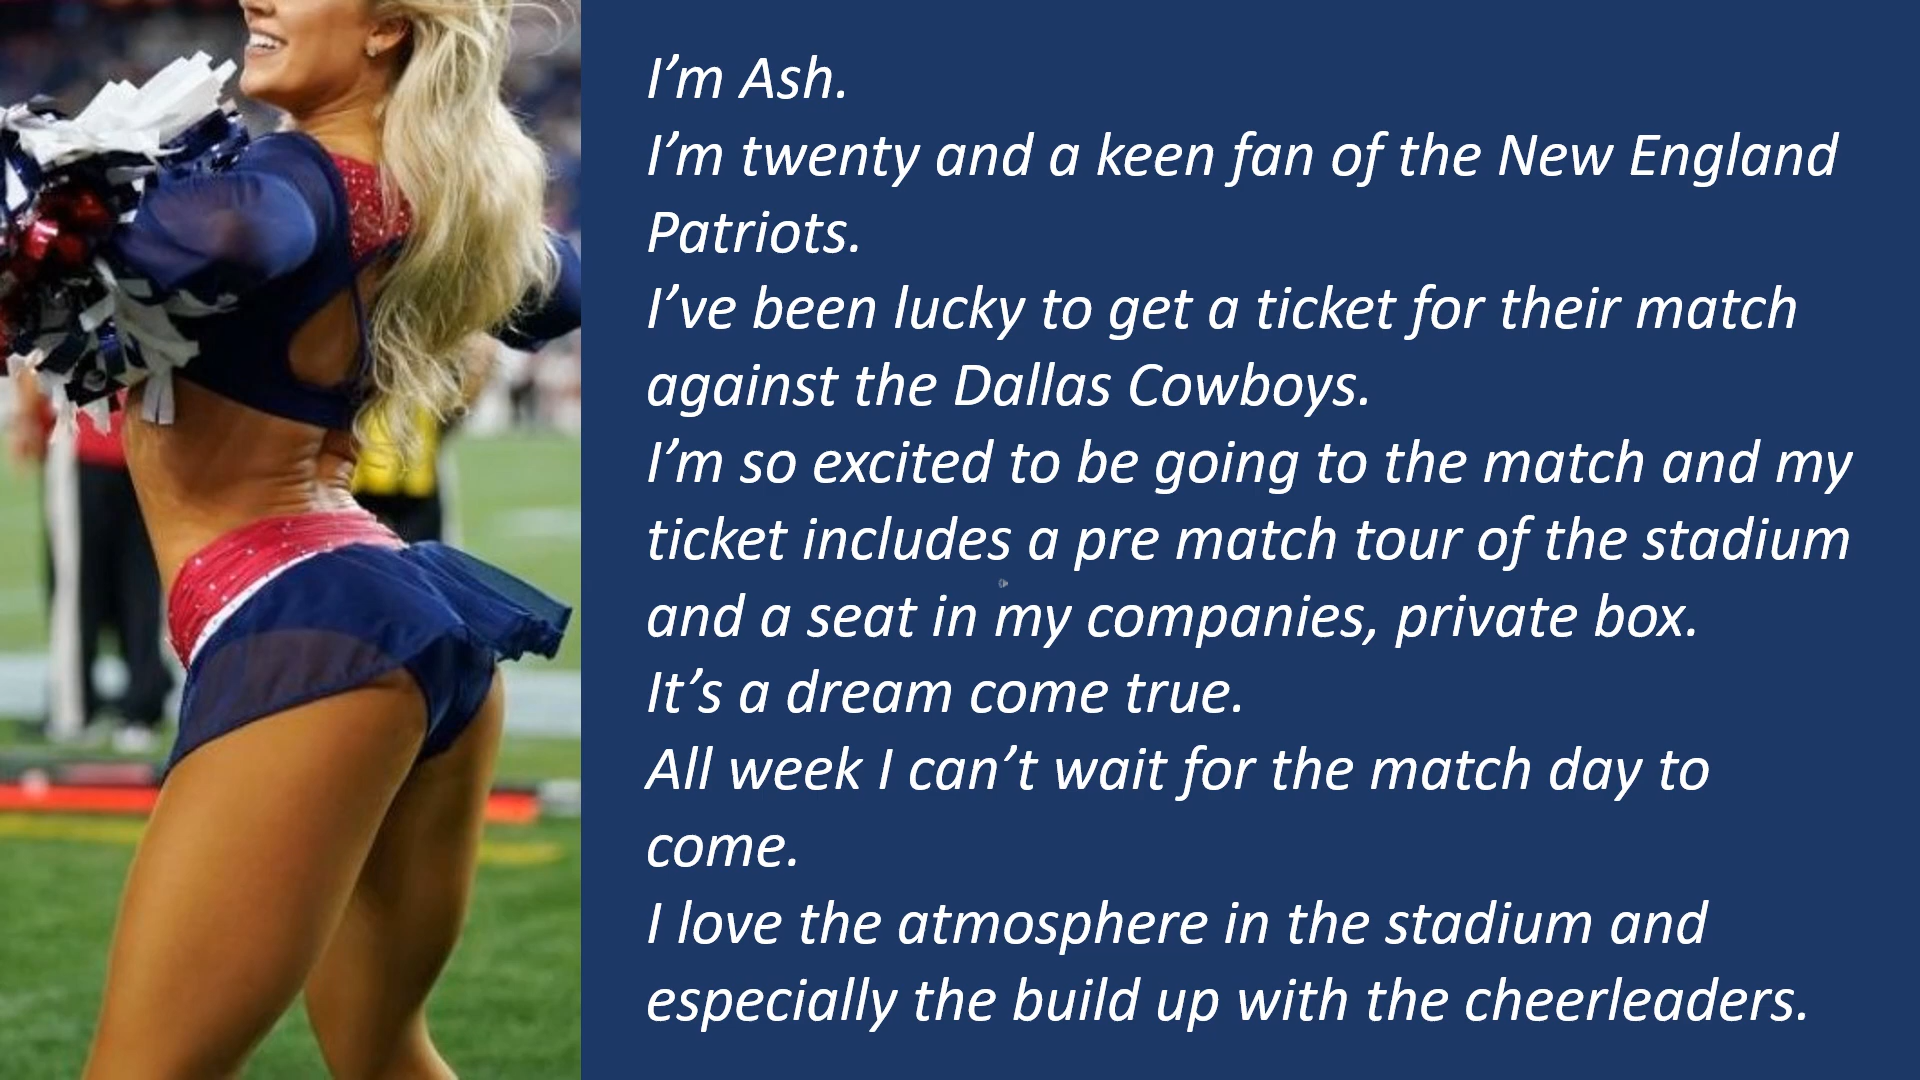 I’m Ash.
I’m twenty and a keen fan of the New England
Patriots.
I’ve been lucky to get a ticket for their match
against the Dallas Cowboys.
I’m so excited to be going to the match and my
ticket includes a pre match tour of the stadium
and a seat in my companies, private box.
It’s a dream come true.
All week I can’t wait for the match day to
come.
I love the atmosphere in the stadium and
especially the build up with the cheerleaders.